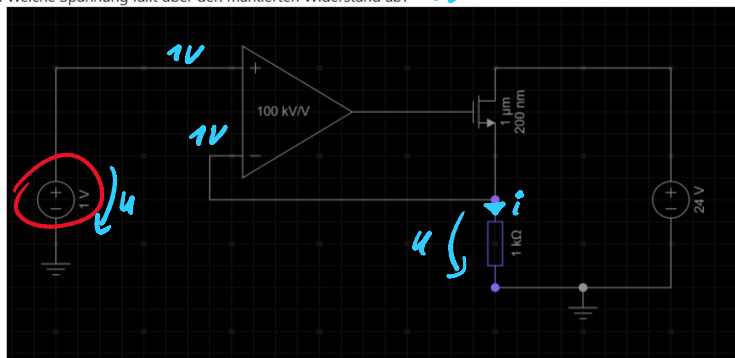 Welche Spannung fällt über den markierten Widerstand ab?
1V
+
100 kV/V
1 µm
200 nm
1V
−
+
−
1 V
u
i
u
1 kΩ
+
−
24 V